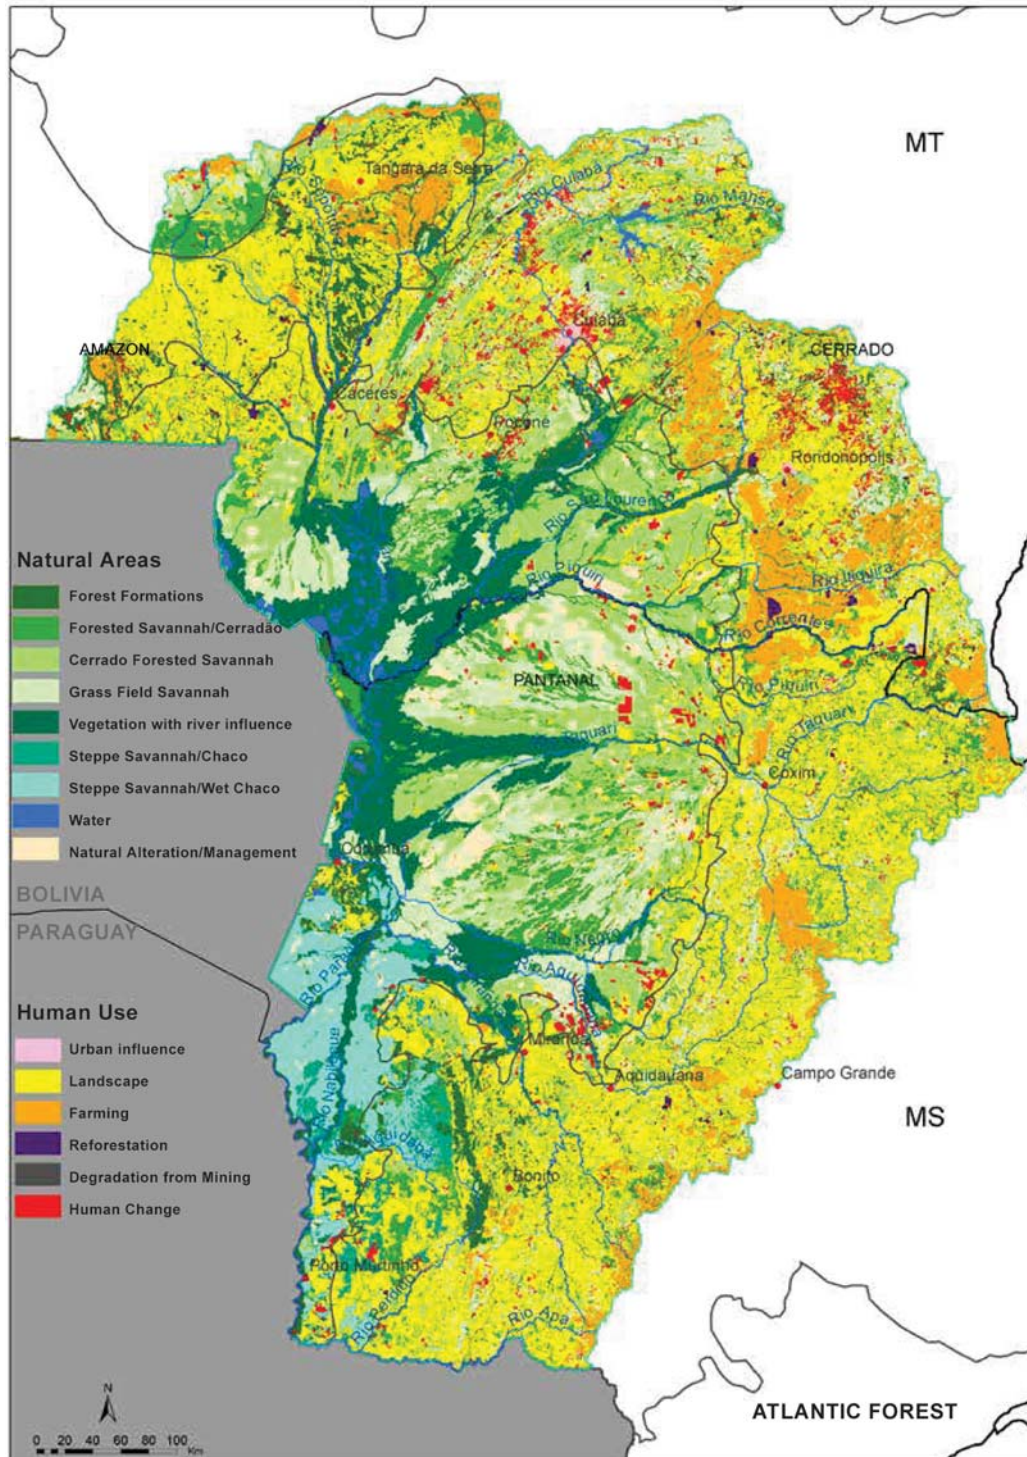 MT
Tangara da Serra
Rio Cuiabá
Rio Manso
Cuiabá
AMAZON
CERRADO
Cáceres
Poconé
Rondonópolis
Rio São Lourenço
Rio Itiquira
Rio Piquiri
Rio Correntes
PANTANAL
Rio Piquiri
Rio Taquari
Taquari
Coxim
Natural Areas
Forest Formations
Forested Savannah/Cerradão
Cerrado Forested Savannah
Grass Field Savannah
Vegetation with river influence
Steppe Savannah/Chaco
Steppe Savannah/Wet Chaco
Water
Natural Alteration/Management
BOLIVIA
PARAGUAY
Rio Negro
Miranda
Aquidauana
Campo Grande
MS
Rio Nabileque
Bonito
Human Use
Urban influence
Landscape
Farming
Reforestation
Degradation from Mining
Human Change
Porto Murtinho
Rio Perdido
Rio Apa
ATLANTIC FOREST
N
0 20 40 60 80 100
Km